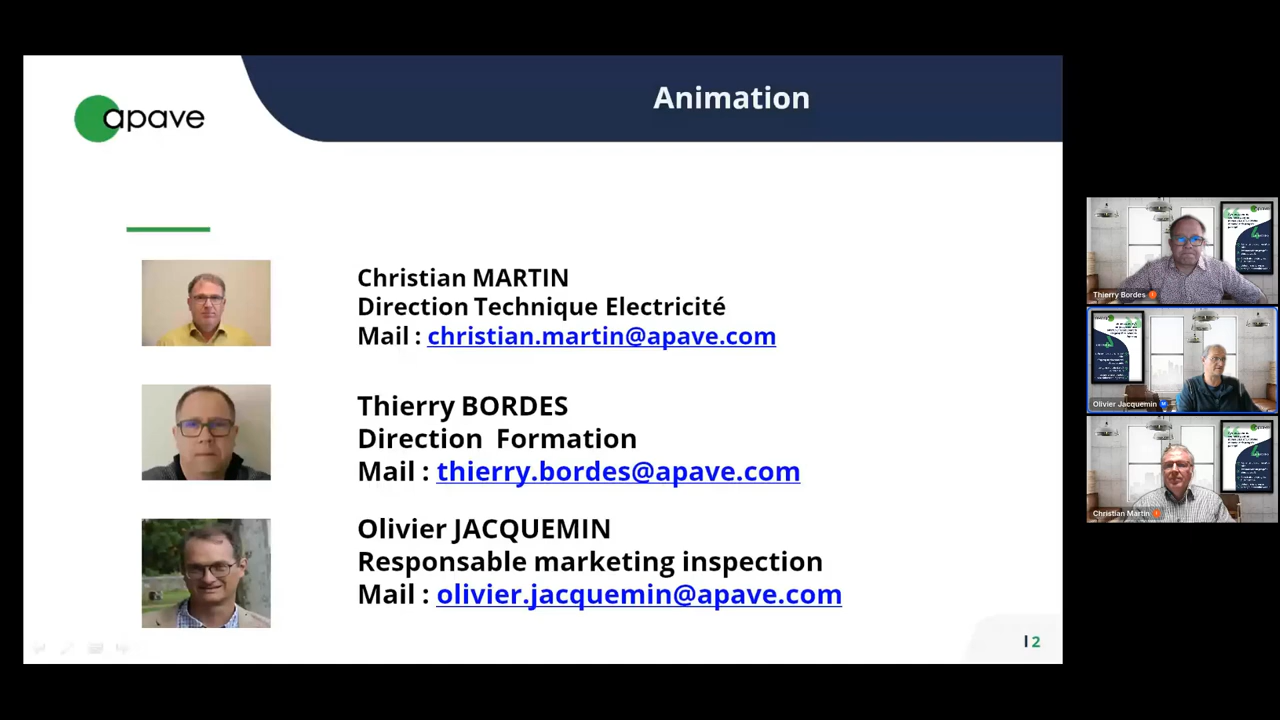 apave
Animation
Christian MARTIN
Direction Technique Electricité
Mail : christian.martin@apave.com
Thierry BORDES
Direction Formation
Mail : thierry.bordes@apave.com
Olivier JACQUEMIN
Responsable marketing inspection
Mail : olivier.jacquemin@apave.com
| 2
Thierry Bordes
Olivier Jacquemin
Christian Martin